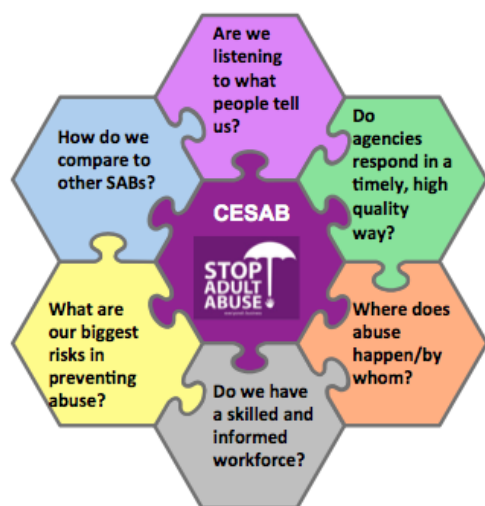 Are we
listening
to what
people tell
us?
Do
agencies
respond in a
timely, high
quality
way?
How do we
compare to
other SABs?
CESAB
STOP
ADULT
ABUSE
What are
our biggest
risks in
preventing
abuse?
Where does
abuse
happen/by
whom?
Do we have
a skilled and
informed
workforce?